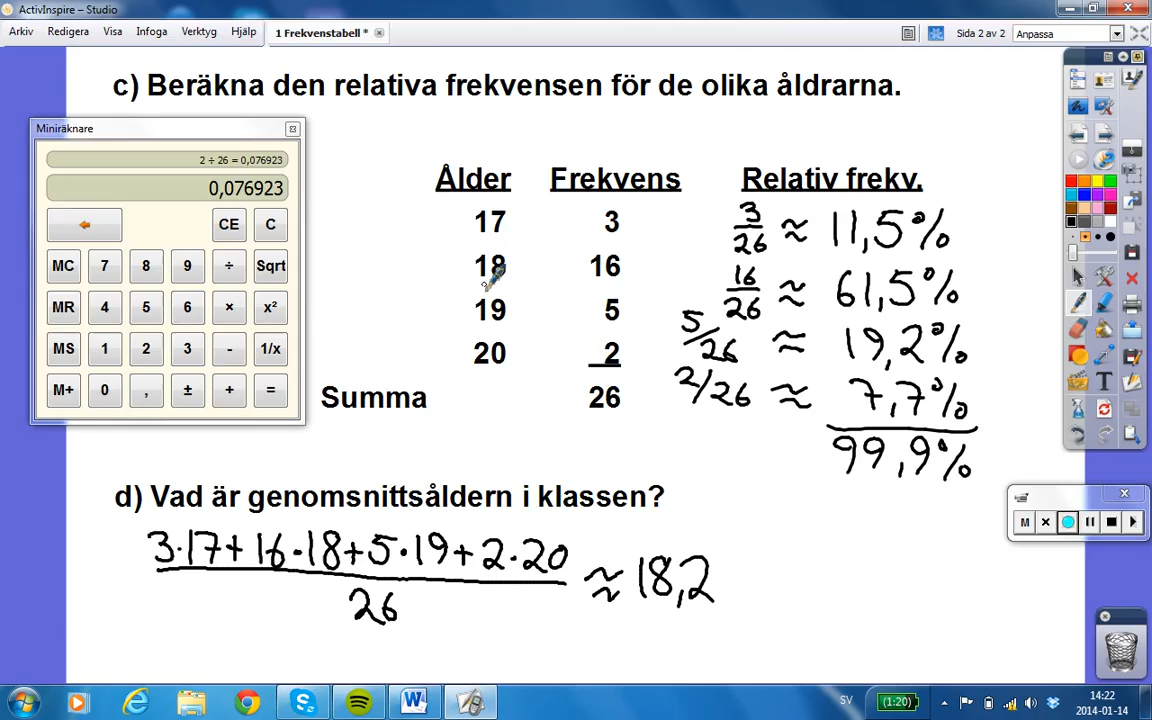 ActivInspire – Studio
Arkiv Redigera Visa Infoga Verktyg Hjälp 1 Frekvenstabell * Sida 2 av 2 Anpassa
c) Beräkna den relativa frekvensen för de olika åldrarna.
Miniräknare
2 ÷ 26 = 0,076923
0,076923
CE C
MC 7 8 9 ÷ Sqrt
MR 4 5 6 × x²
MS 1 2 3 - 1/x
M+ 0 , ± + =
Ålder Frekvens Relativ frekv.
17 3 3/26 ≈ 11,5%
18 16 16/26 ≈ 61,5%
19 5 5/26 ≈ 19,2%
20 2 2/26 ≈ 7,7%
Summa 26 99,9%
d) Vad är genomsnittsåldern i klassen?
3·17+16·18+5·19+2·20
26
≈ 18,2
M
SV (1:20) 14:22
2014-01-14